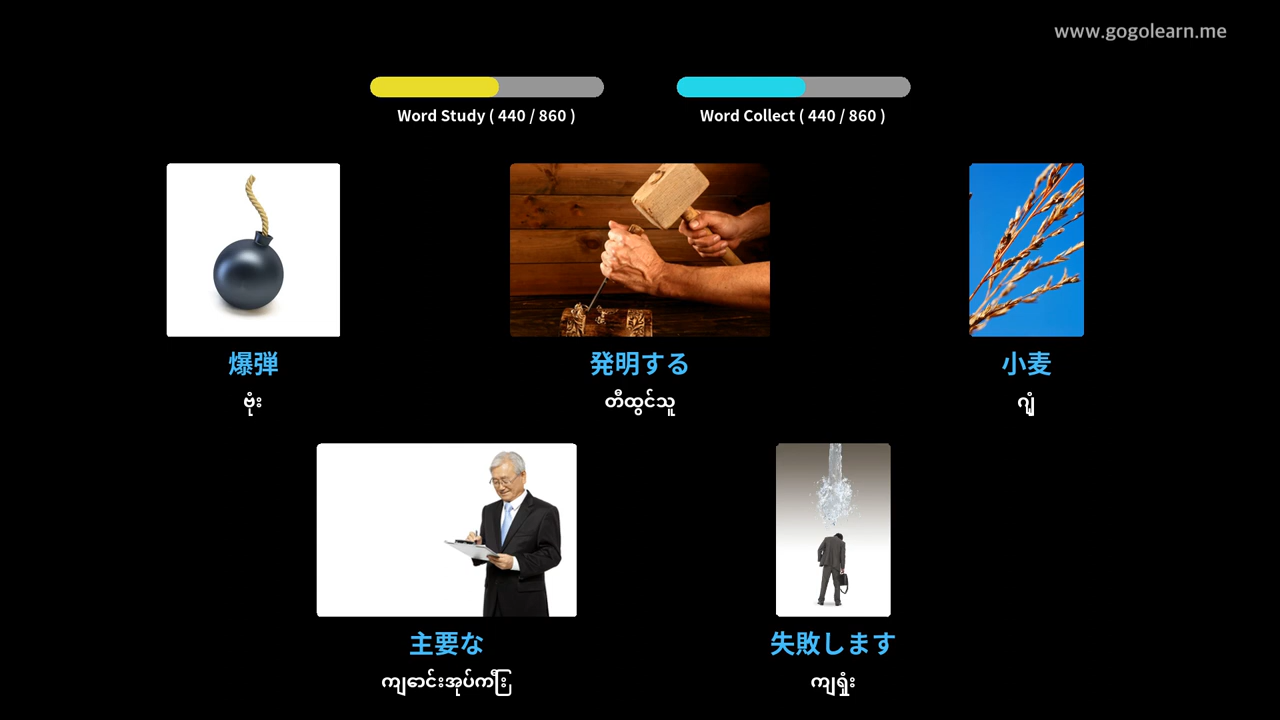 www.gogolearn.me
Word Study ( 440 / 860 )
Word Collect ( 440 / 860 )
爆弾
ဗုံး
発明する
တီထွင်သူ
小麦
ဂျုံ
主要な
ကျောင်းအုပ်ကြီး
失敗します
ကျရှုံး